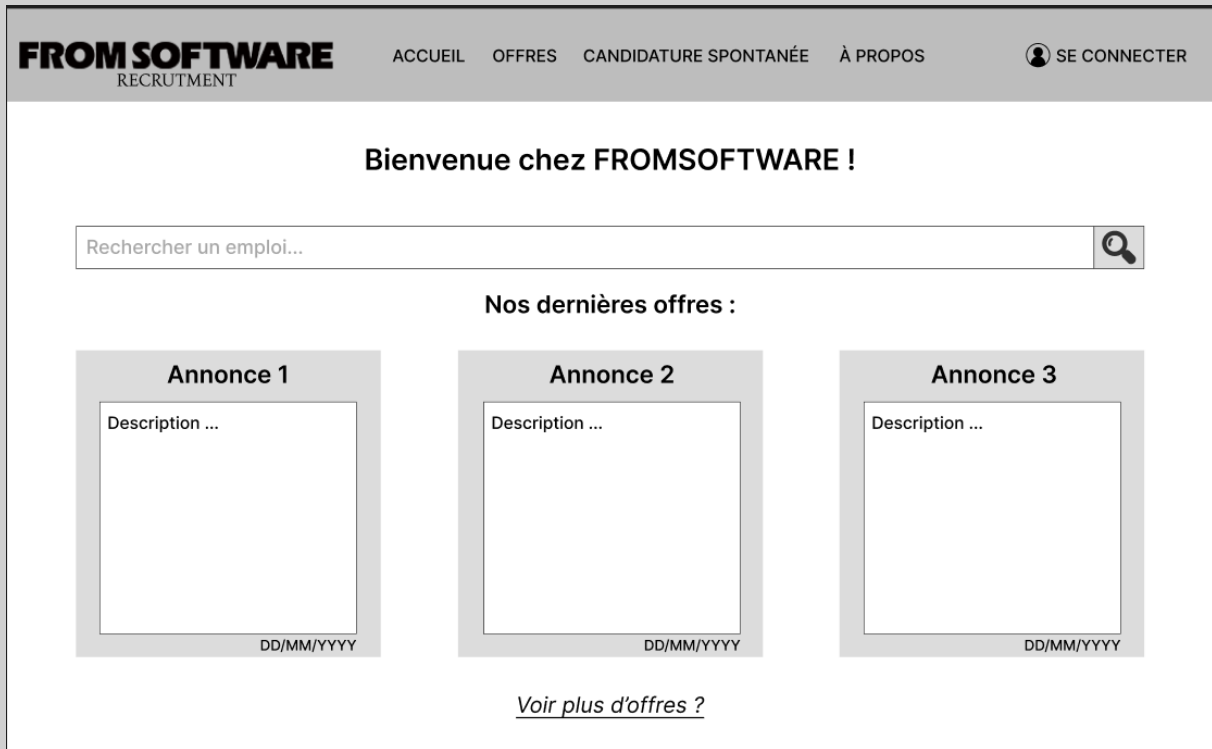 FROMSOFTWARE
RECRUTMENT
ACCUEIL OFFRES CANDIDATURE SPONTANÉE À PROPOS SE CONNECTER
Bienvenue chez FROMSOFTWARE !
Rechercher un emploi...
Nos dernières offres :
Annonce 1
Description ...
DD/MM/YYYY
Annonce 2
Description ...
DD/MM/YYYY
Annonce 3
Description ...
DD/MM/YYYY
Voir plus d’offres ?